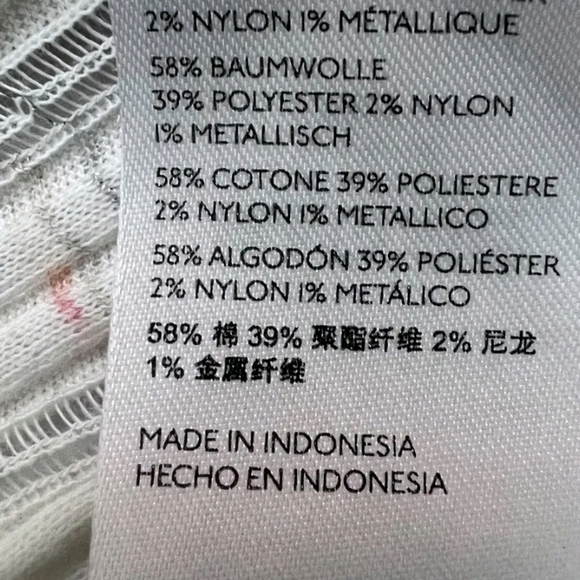 2% NYLON 1% MÉTALLIQUE
58% BAUMWOLLE
39% POLYESTER 2% NYLON
1% METALLISCH
58% COTONE 39% POLIESTERE
2% NYLON 1% METALLICO
58% ALGODÓN 39% POLIÉSTER
2% NYLON 1% METÁLICO
58% 棉 39% 聚酯纤维 2% 尼龙
1% 金属纤维
MADE IN INDONESIA
HECHO EN INDONESIA